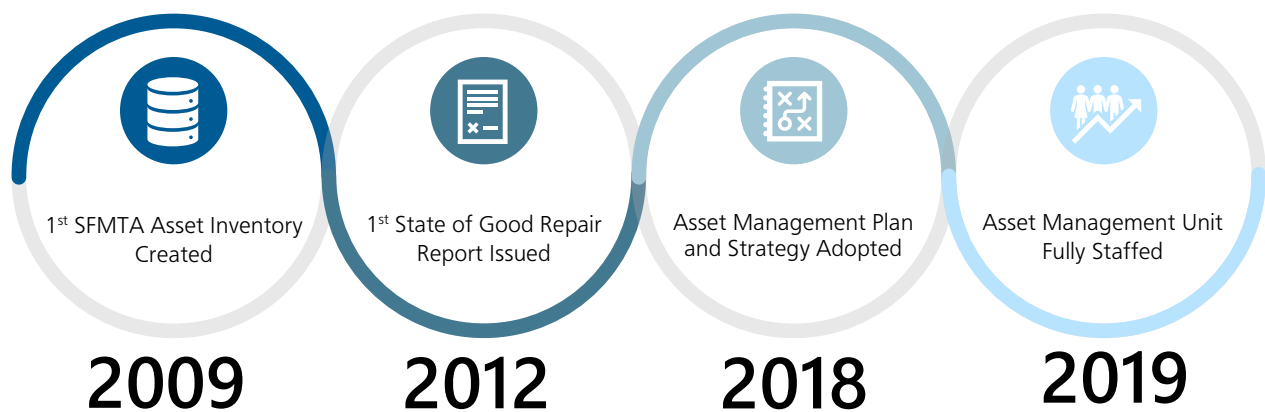 1st SFMTA Asset Inventory
Created
1st State of Good Repair
Report Issued
Asset Management Plan
and Strategy Adopted
Asset Management Unit
Fully Staffed
2009
2012
2018
2019